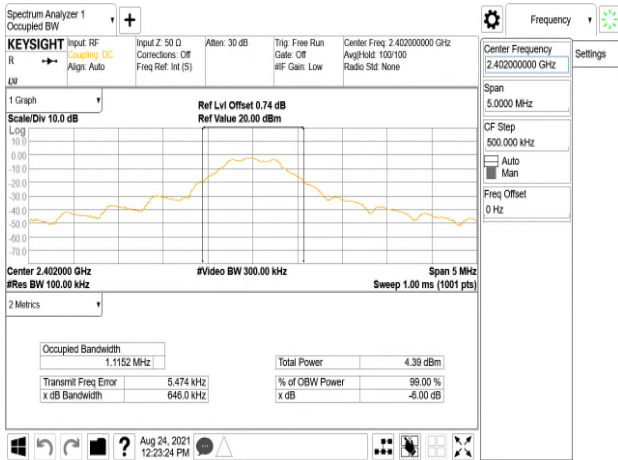 Spectrum Analyzer 1
Occupied BW
Frequency
KEYSIGHT
R
Input: RF
Coupling: DC
Align: Auto
Input Z: 50 Ω
Corrections: Off
Freq Ref: Int (S)
Atten: 30 dB
Trig: Free Run
Gate: Off
#IF Gain: Low
Center Freq: 2.402000000 GHz
Avg|Hold: 100/100
Radio Std: None
Center Frequency
2.402000000 GHz
Settings
Span
5.0000 MHz
CF Step
500.000 kHz
Auto
Man
Freq Offset
0 Hz
1 Graph
Scale/Div 10.0 dB
Ref Lvl Offset 0.74 dB
Ref Value 20.00 dBm
Log
10.0
0.00
-10.0
-20.0
-30.0
-40.0
-50.0
-60.0
-70.0
Center 2.402000 GHz
#Video BW 300.00 kHz
Span 5 MHz
#Res BW 100.00 kHz
Sweep 1.00 ms (1001 pts)
2 Metrics
Occupied Bandwidth
1.1152 MHz
Total Power 4.39 dBm
Transmit Freq Error 5.474 kHz
% of OBW Power 99.00 %
x dB Bandwidth 646.0 kHz
x dB -6.00 dB
Aug 24, 2021
12:23:24 PM